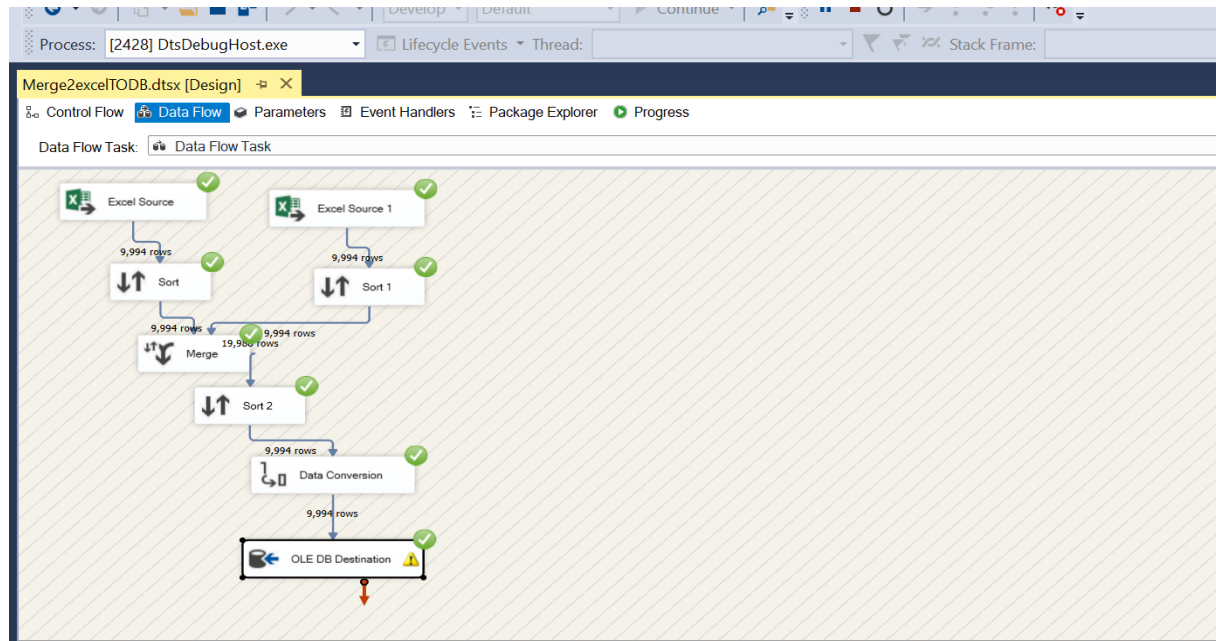 Develop Default Continue
Process: [2428] DtsDebugHost.exe Lifecycle Events Thread: Stack Frame:
Merge2excelTODB.dtsx [Design]
Control Flow Data Flow Parameters Event Handlers Package Explorer Progress
Data Flow Task: Data Flow Task
Excel Source
Excel Source 1
9,994 rows
9,994 rows
Sort
Sort 1
9,994 rows
9,994 rows
19,988 rows
Merge
Sort 2
9,994 rows
Data Conversion
9,994 rows
OLE DB Destination